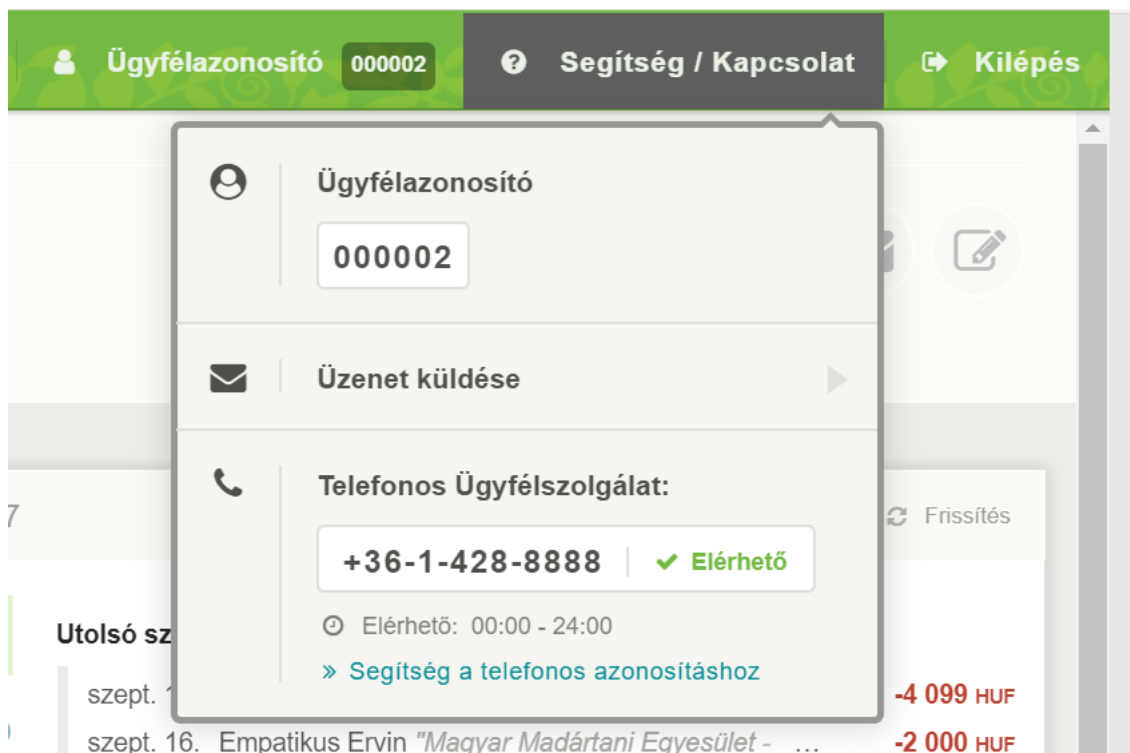 Ügyfélazonosító 000002 Segítség / Kapcsolat Kilépés
Ügyfélazonosító
000002
Üzenet küldése
Telefonos Ügyfélszolgálat:
7 Frissítés
+36-1-428-8888 Elérhető
Elérhető: 00:00 - 24:00
Utolsó
Segítség a telefonos azonosításhoz
szept. -4 099 HUF
szept. 16. Empatikus Ervin "Magyar Madártani Egyesület - ... -2 000 HUF